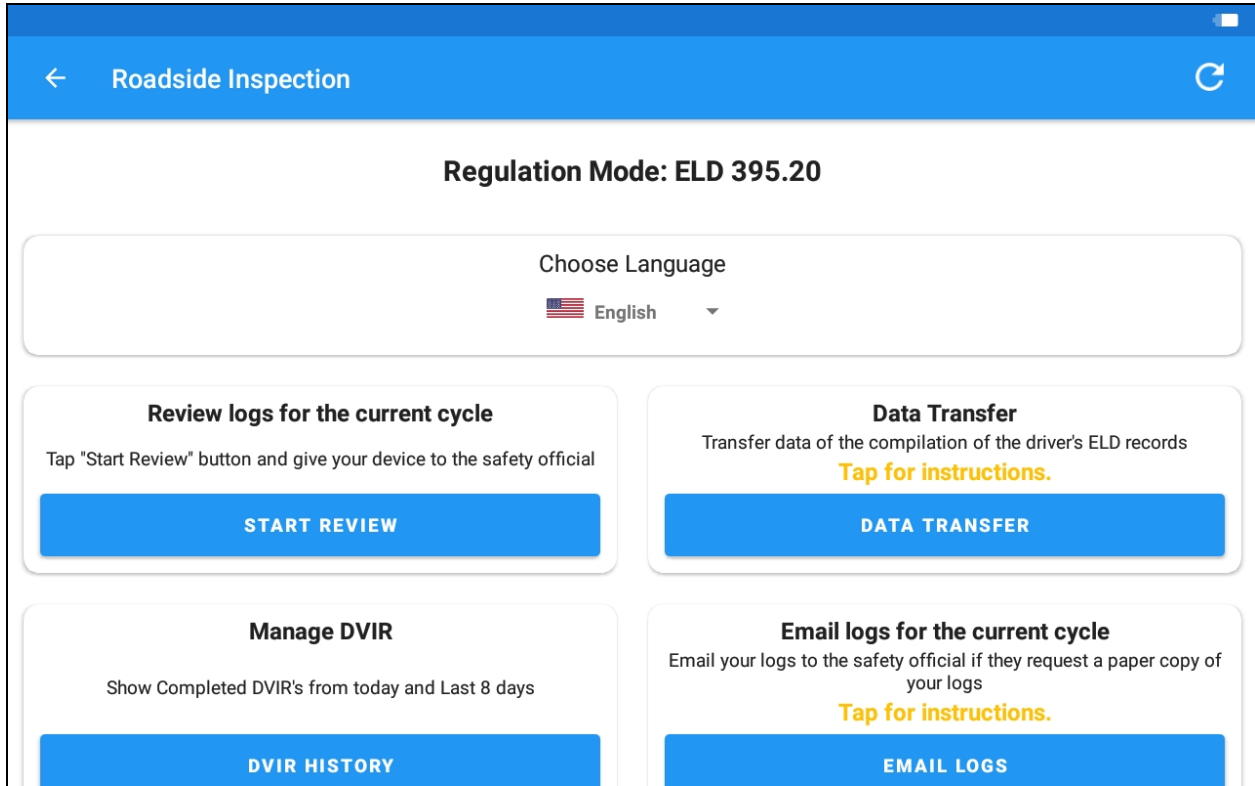 Roadside Inspection
Regulation Mode: ELD 395.20
Choose Language
English
Review logs for the current cycle
Tap "Start Review" button and give your device to the safety official
START REVIEW
Data Transfer
Transfer data of the compilation of the driver's ELD records
Tap for instructions.
DATA TRANSFER
Manage DVIR
Show Completed DVIR's from today and Last 8 days
DVIR HISTORY
Email logs for the current cycle
Email your logs to the safety official if they request a paper copy of
your logs
Tap for instructions.
EMAIL LOGS